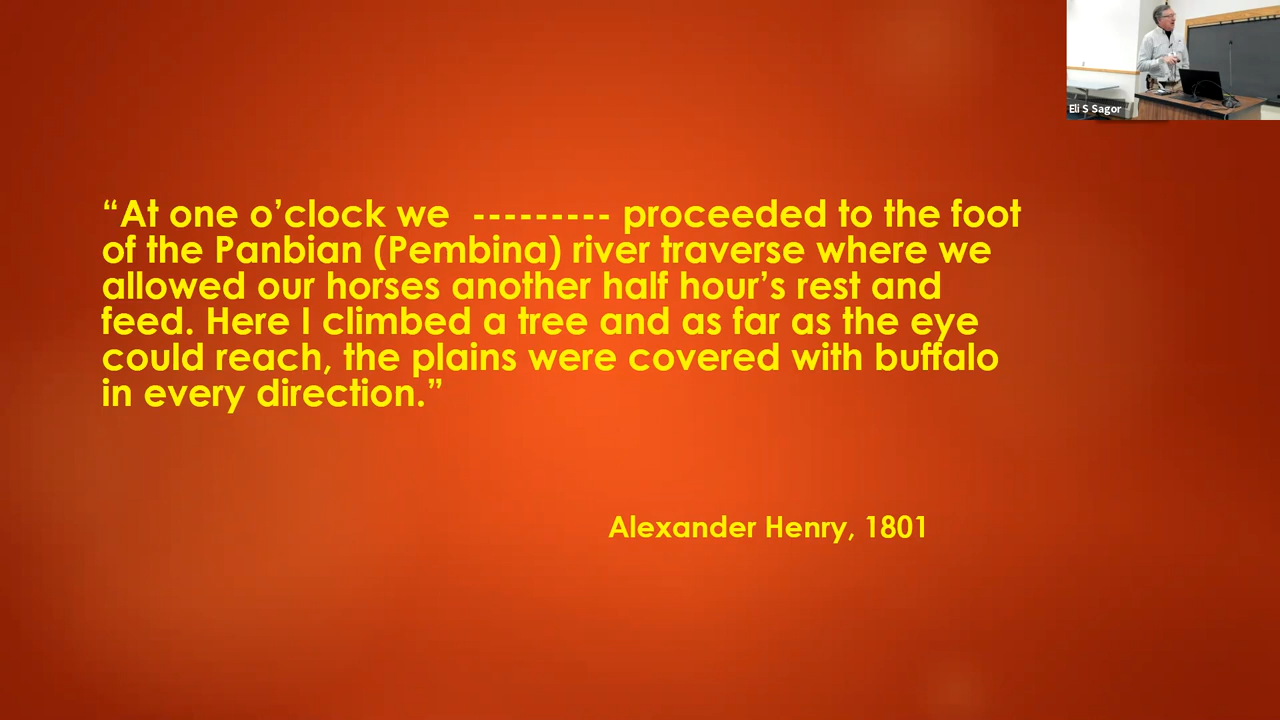 Eli S Sagor
“At one o’clock we --------- proceeded to the foot
of the Panbian (Pembina) river traverse where we
allowed our horses another half hour’s rest and
feed. Here I climbed a tree and as far as the eye
could reach, the plains were covered with buffalo
in every direction.”
Alexander Henry, 1801